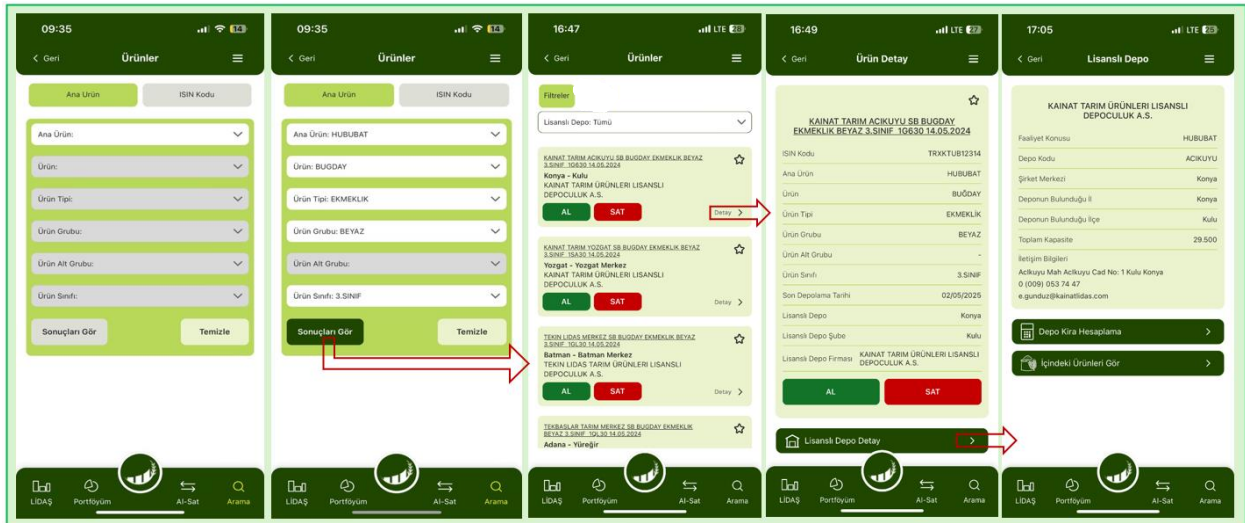 09:35
14
Geri
Ürünler
Ana Ürün
ISIN Kodu
Ana Ürün:
Ürün:
Ürün Tipi:
Ürün Grubu:
Ürün Alt Grubu:
Ürün Sınıfı:
Sonuçları Gör
Temizle
LİDAŞ
Portföyüm
Al-Sat
Arama
09:35
14
Geri
Ürünler
Ana Ürün
ISIN Kodu
Ana Ürün: HUBUBAT
Ürün: BUGDAY
Ürün Tipi: EKMEKLIK
Ürün Grubu: BEYAZ
Ürün Alt Grubu:
Ürün Sınıfı: 3.SINIF
Sonuçları Gör
Temizle
LİDAŞ
Portföyüm
Al-Sat
Arama
16:47
LTE 28
Geri
Ürünler
Filtreler
Lisanslı Depo: Tümü
KAINAT TARIM ACIKUYU SB BUGDAY EKMEKLIK BEYAZ
3.SINIF 1G630 14.05.2024
Konya - Kulu
KAINAT TARIM ÜRÜNLERI LISANSLI
DEPOCULUK A.S.
AL
SAT
Detay
KAINAT TARIM YOZGAT SB BUGDAY EKMEKLIK BEYAZ
3.SINIF 1SA30 14.05.2024
Yozgat - Yozgat Merkez
KAINAT TARIM ÜRÜNLERI LISANSLI
DEPOCULUK A.S.
AL
SAT
Detay
TEKIN LIDAS MERKEZ SB BUGDAY EKMEKLIK BEYAZ
3.SINIF 1GL30 14.05.2024
Batman - Batman Merkez
TEKIN LIDAS TARIM ÜRÜNLERI LISANSLI
DEPOCULUK A.S.
AL
SAT
Detay
TEKBASLAR TARIM MERKEZ SB BUGDAY EKMEKLIK
BEYAZ 3.SINIF 1QL30 14.05.2024
Adana - Yüreğir
LİDAŞ
Portföyüm
Al-Sat
Arama
16:49
LTE 27
Geri
Ürün Detay
KAINAT TARIM ACIKUYU SB BUGDAY
EKMEKLIK BEYAZ 3.SINIF 1G630 14.05.2024
ISIN Kodu TRXKTUB12314
Ana Ürün HUBUBAT
Ürün BUĞDAY
Ürün Tipi EKMEKLİK
Ürün Grubu BEYAZ
Ürün Alt Grubu -
Ürün Sınıfı 3.SINIF
Son Depolama Tarihi 02/05/2025
Lisanslı Depo Konya
Lisanslı Depo Şube Kulu
Lisanslı Depo Firması KAINAT TARIM ÜRÜNLERI LISANSLI
DEPOCULUK A.S.
AL
SAT
Lisanslı Depo Detay
LİDAŞ
Portföyüm
Al-Sat
Arama
17:05
LTE 25
Geri
Lisanslı Depo
KAINAT TARIM ÜRÜNLERI LISANSLI
DEPOCULUK A.S.
Faaliyet Konusu HUBUBAT
Depo Kodu ACIKUYU
Şirket Merkezi Konya
Deponun Bulunduğu İl Konya
Deponun Bulunduğu İlçe Kulu
Toplam Kapasite 29.500
İletişim Bilgileri
Acikuyu Mah Acikuyu Cad No: 1 Kulu Konya
0 (009) 053 74 47
e.gunduz@kainatlidas.com
Depo Kira Hesaplama
İçindeki Ürünleri Gör
LİDAŞ
Portföyüm
Al-Sat
Arama